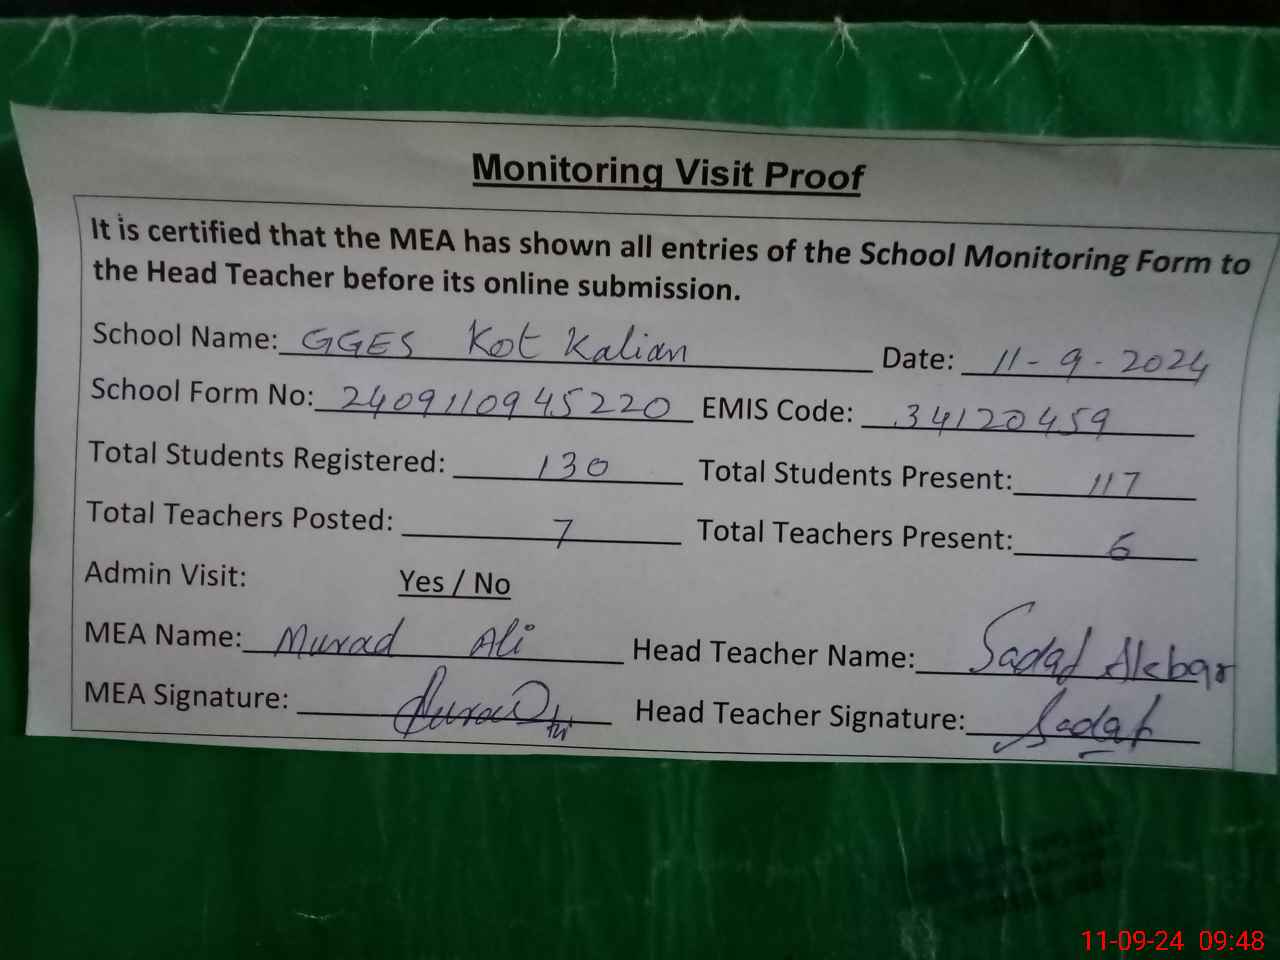 Monitoring Visit Proof
It is certified that the MEA has shown all entries of the School Monitoring Form to
the Head Teacher before its online submission.
School Name: GGES Kot Kalian Date: 11-9-2024
School Form No: 2409110945220 EMIS Code: 34120459
Total Students Registered: 130 Total Students Present: 117
Total Teachers Posted: 7 Total Teachers Present: 6
Admin Visit: Yes / No
MEA Name: Murad Ali Head Teacher Name: Sadaf Akbar
MEA Signature: Head Teacher Signature: Sadaf
11-09-24 09:48